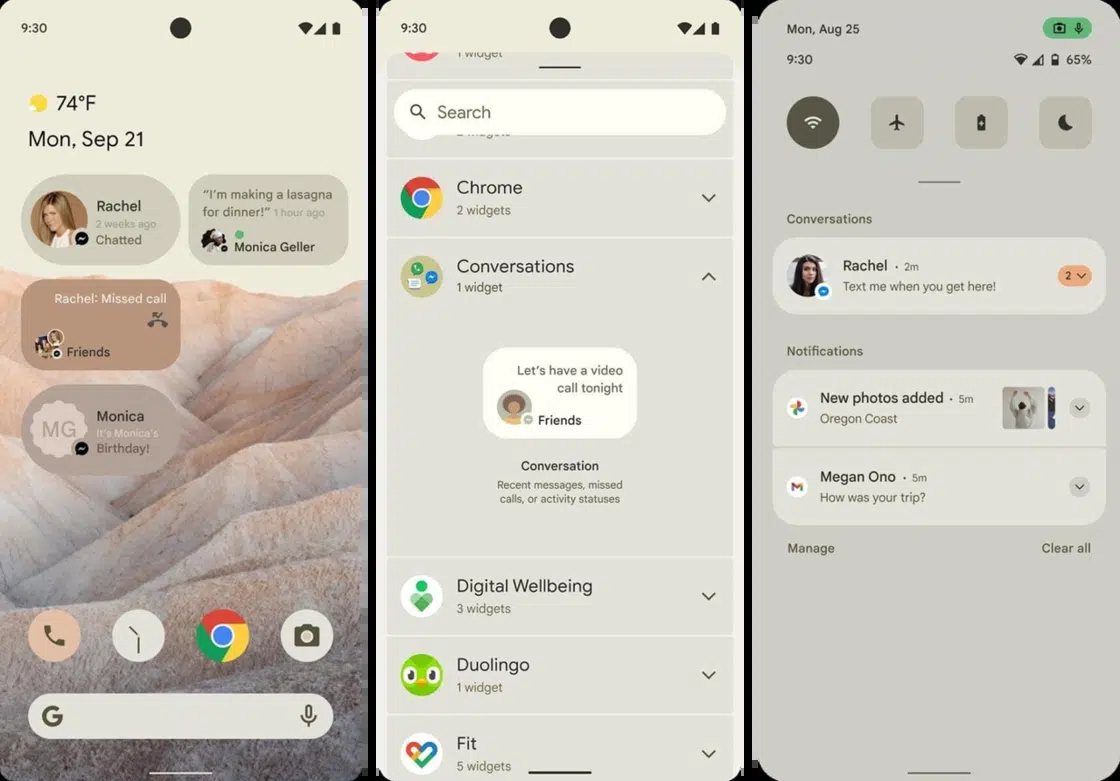 9:30
74°F
Mon, Sep 21
Rachel
2 weeks ago
Chatted
“I’m making a lasagna
for dinner!” 1 hour ago
Monica Geller
Rachel: Missed call
Friends
MG
Monica
It's Monica's
Birthday!
G
9:30
1 widget
Search
2 widgets
Chrome
2 widgets
Conversations
1 widget
Let’s have a video
call tonight
Friends
Conversation
Recent messages, missed
calls, or activity statuses
Digital Wellbeing
3 widgets
Duolingo
1 widget
Fit
5 widgets
Mon, Aug 25
9:30
65%
Conversations
Rachel · 2m
Text me when you get here!
2
Notifications
New photos added · 5m
Oregon Coast
Megan Ono · 5m
How was your trip?
Manage
Clear all